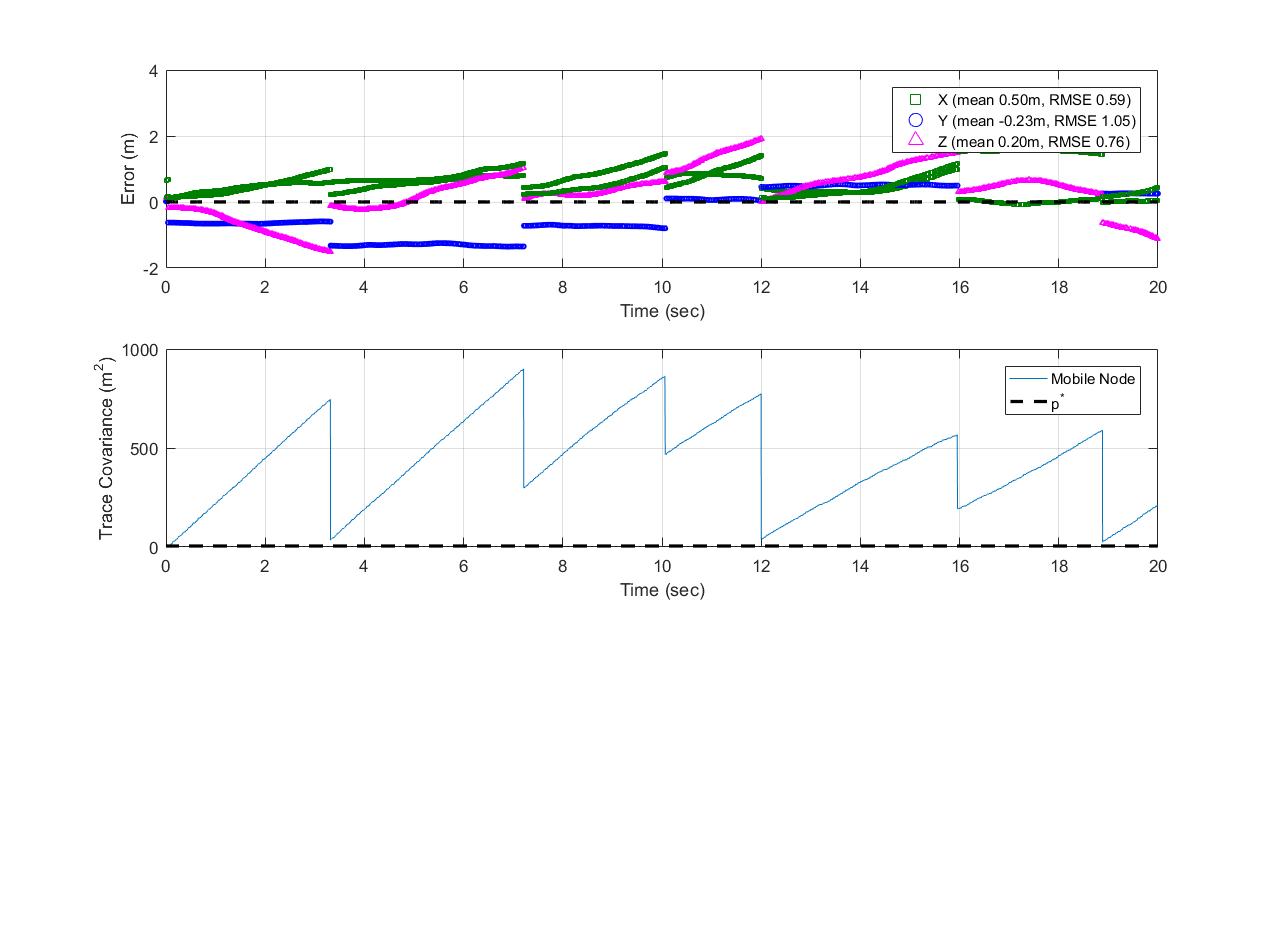 4
2
0
-2
Error (m)
X (mean 0.50m, RMSE 0.59)
Y (mean -0.23m, RMSE 1.05)
Z (mean 0.20m, RMSE 0.76)
0 2 4 6 8 10 12 14 16 18 20
Time (sec)
1000
500
0
Trace Covariance (m²)
Mobile Node
p*
0 2 4 6 8 10 12 14 16 18 20
Time (sec)